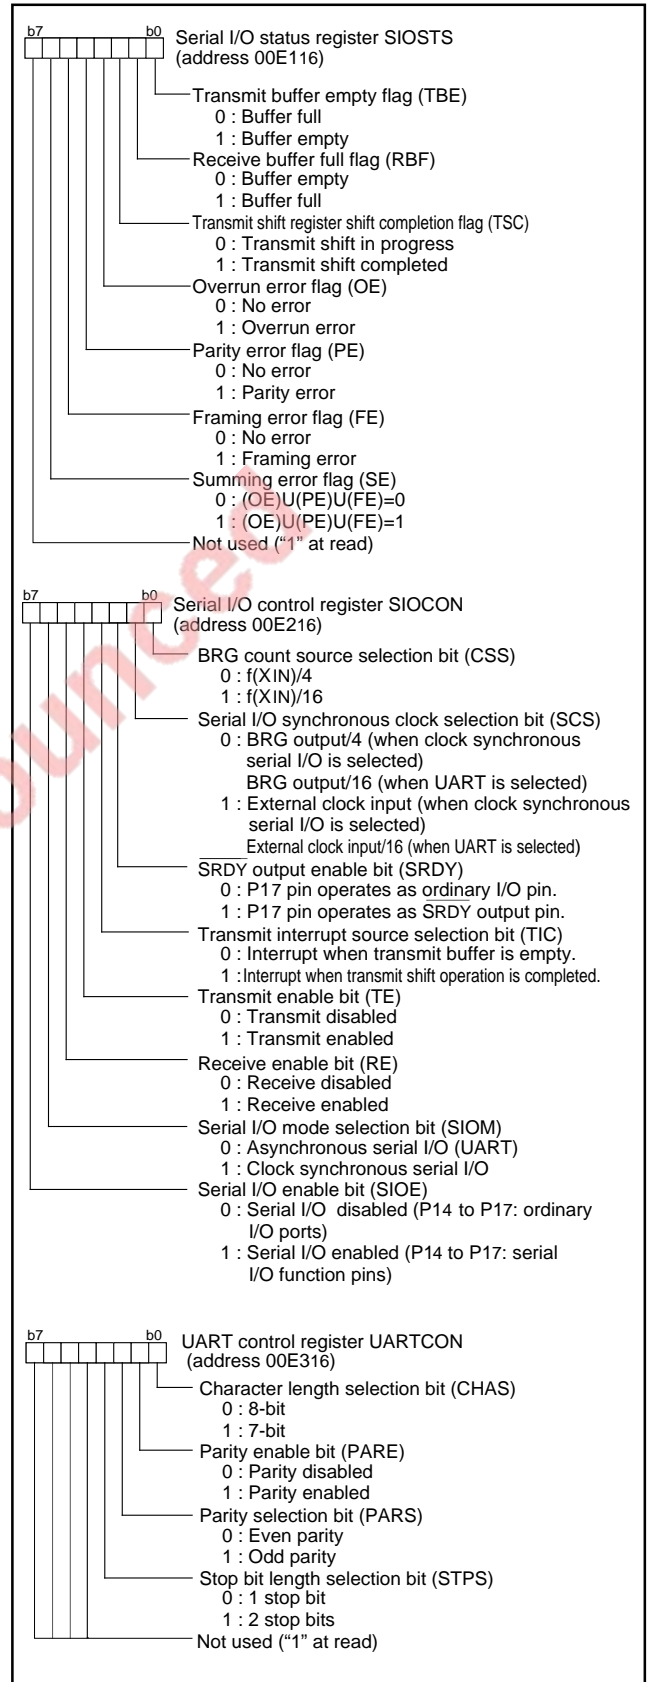 b7 b0 Serial I/O status register SIOSTS
(address 00E116)
Transmit buffer empty flag (TBE)
0 : Buffer full
1 : Buffer empty
Receive buffer full flag (RBF)
0 : Buffer empty
1 : Buffer full
Transmit shift register shift completion flag (TSC)
0 : Transmit shift in progress
1 : Transmit shift completed
Overrun error flag (OE)
0 : No error
1 : Overrun error
Parity error flag (PE)
0 : No error
1 : Parity error
Framing error flag (FE)
0 : No error
1 : Framing error
Summing error flag (SE)
0 : (OE)U(PE)U(FE)=0
1 : (OE)U(PE)U(FE)=1
Not used (“1” at read)
b7 b0 Serial I/O control register SIOCON
(address 00E216)
BRG count source selection bit (CSS)
0 : f(XIN)/4
1 : f(XIN)/16
Serial I/O synchronous clock selection bit (SCS)
0 : BRG output/4 (when clock synchronous
serial I/O is selected)
BRG output/16 (when UART is selected)
1 : External clock input (when clock synchronous
serial I/O is selected)
External clock input/16 (when UART is selected)
SRDY output enable bit (SRDY)
0 : P17 pin operates as ordinary I/O pin.
1 : P17 pin operates as SRDY output pin.
Transmit interrupt source selection bit (TIC)
0 : Interrupt when transmit buffer is empty.
1 : Interrupt when transmit shift operation is completed.
Transmit enable bit (TE)
0 : Transmit disabled
1 : Transmit enabled
Receive enable bit (RE)
0 : Receive disabled
1 : Receive enabled
Serial I/O mode selection bit (SIOM)
0 : Asynchronous serial I/O (UART)
1 : Clock synchronous serial I/O
Serial I/O enable bit (SIOE)
0 : Serial I/O disabled (P14 to P17: ordinary
I/O ports)
1 : Serial I/O enabled (P14 to P17: serial
I/O function pins)
b7 b0 UART control register UARTCON
(address 00E316)
Character length selection bit (CHAS)
0 : 8-bit
1 : 7-bit
Parity enable bit (PARE)
0 : Parity disabled
1 : Parity enabled
Parity selection bit (PARS)
0 : Even parity
1 : Odd parity
Stop bit length selection bit (STPS)
0 : 1 stop bit
1 : 2 stop bits
Not used (“1” at read)
ounced